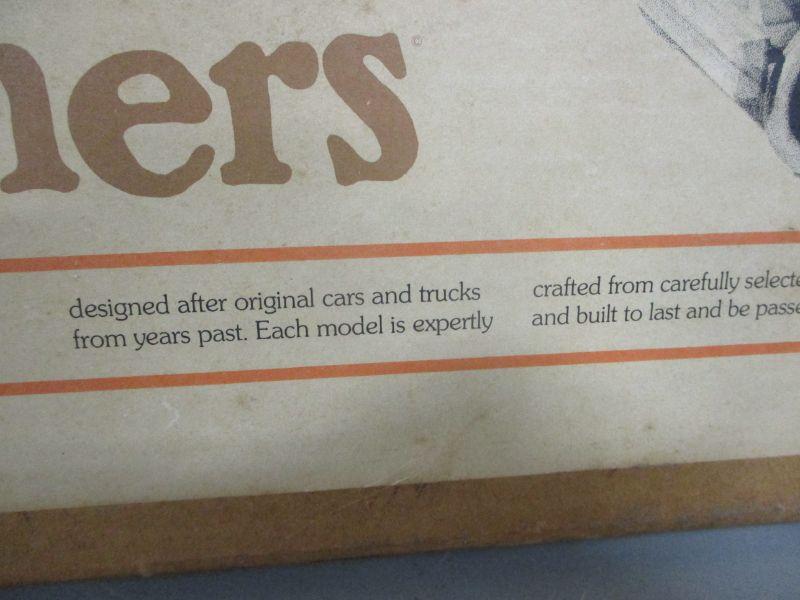 ners©
designed after original cars and trucks
from years past. Each model is expertly
crafted from carefully
and built to last and be